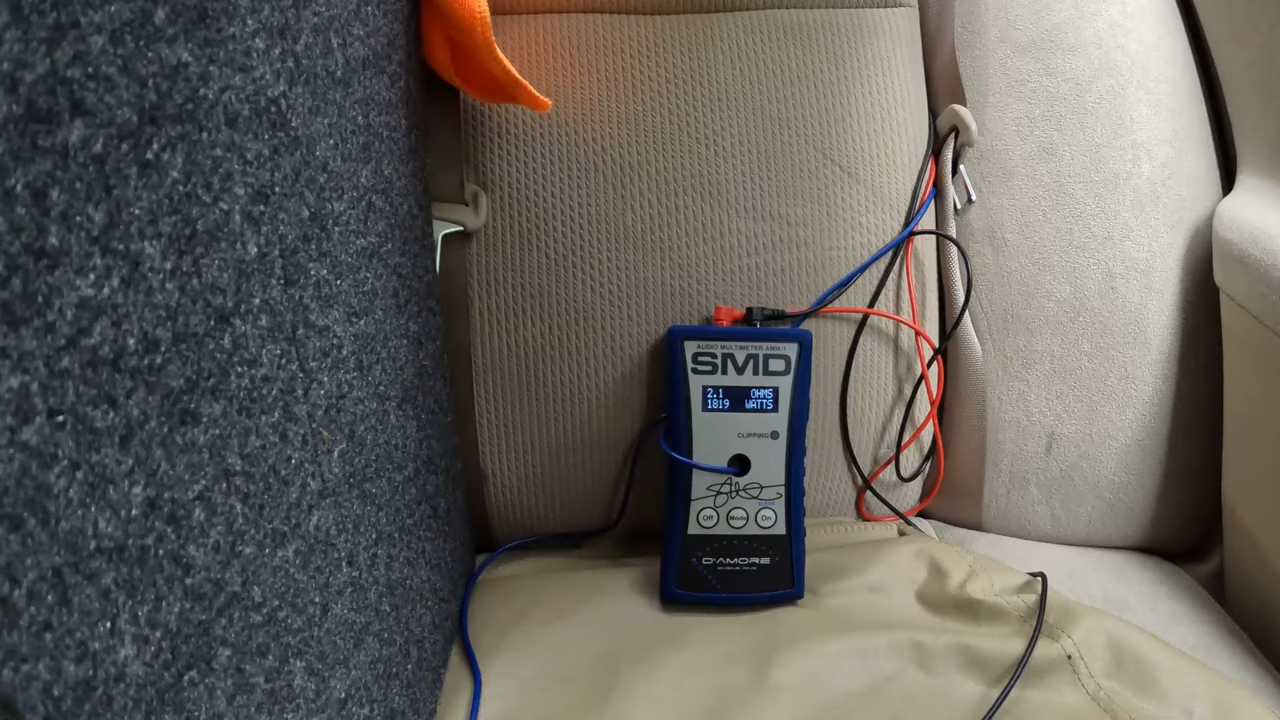 AUDIO MULTIMETER AMM-1
SMD
2.1 OHMS
1819 WATTS
CLIPPING
Off Mode On
D'AMORE